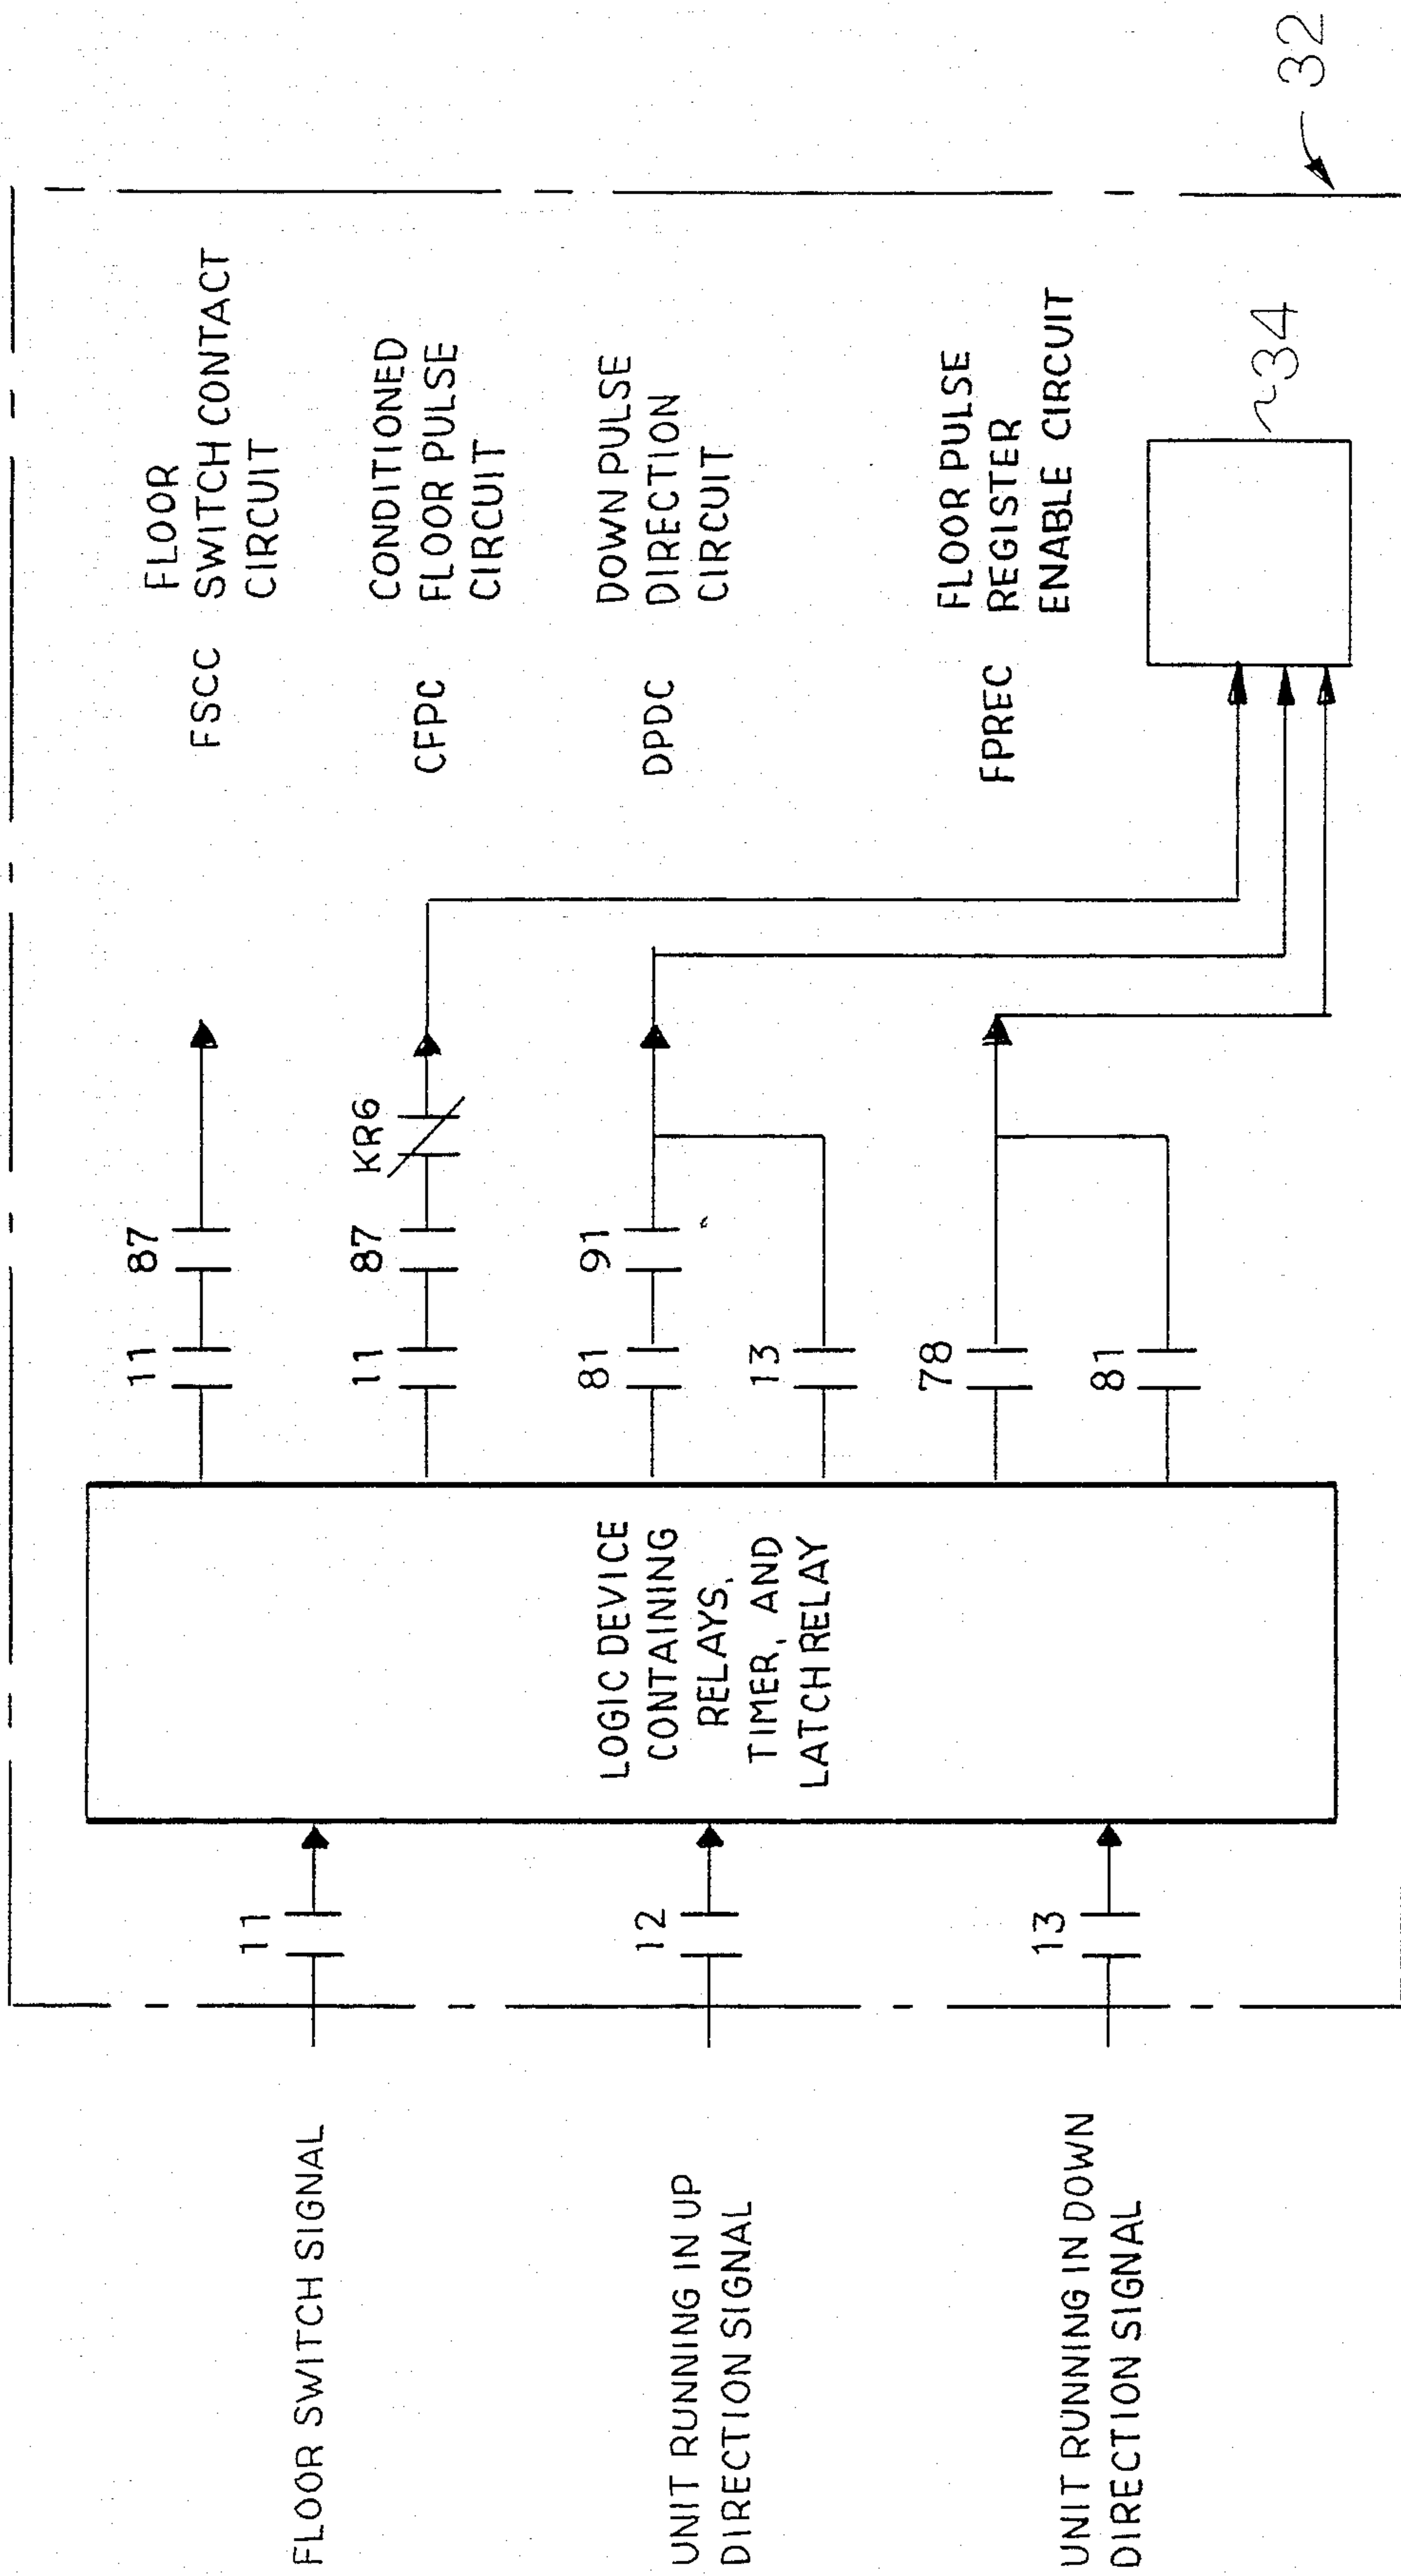 FLOOR SWITCH SIGNAL
UNIT RUNNING IN UP
DIRECTION SIGNAL
UNIT RUNNING IN DOWN
DIRECTION SIGNAL
11
12
13
LOGIC DEVICE
CONTAINING
RELAYS,
TIMER, AND
LATCH RELAY
11 87
11 87 KR6
81 91
13
78
81
FLOOR
FSCC SWITCH CONTACT
CIRCUIT
CONDITIONED
CFPC FLOOR PULSE
CIRCUIT
DOWN PULSE
DPDC DIRECTION
CIRCUIT
FLOOR PULSE
FPREC REGISTER
ENABLE CIRCUIT
34
32